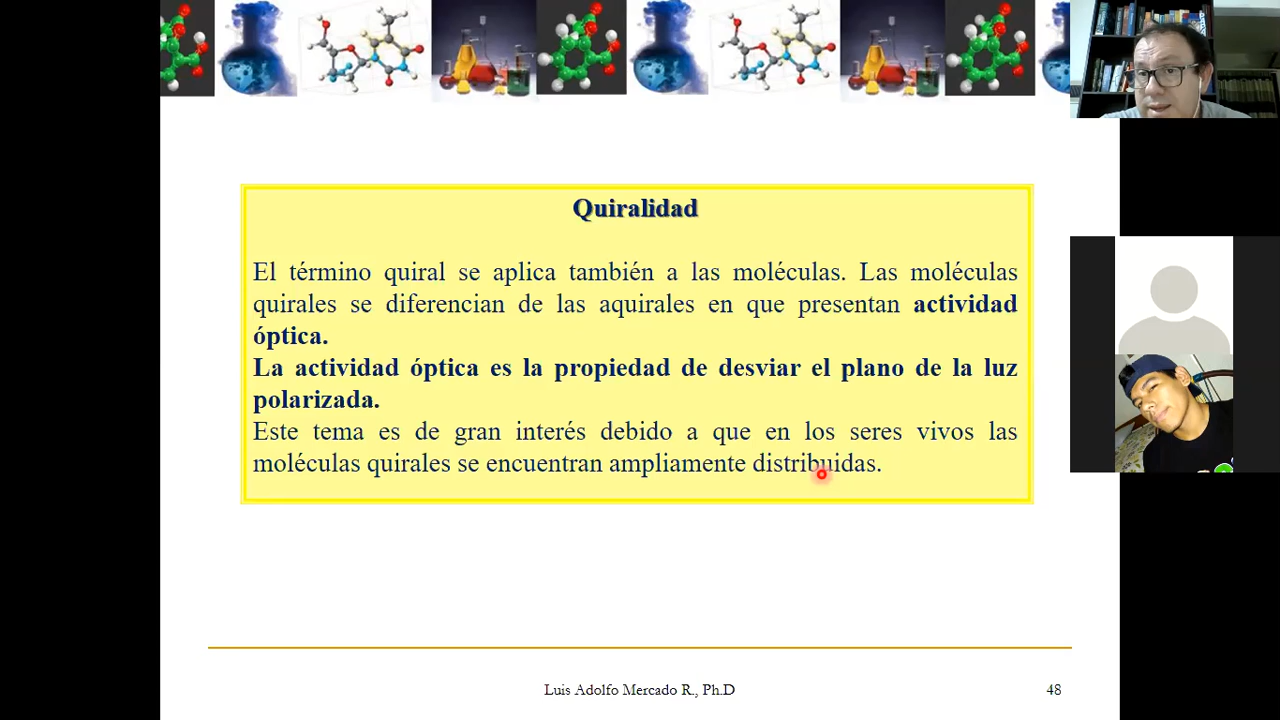 Quiralidad
El término quiral se aplica también a las moléculas. Las moléculas
quirales se diferencian de las aquirales en que presentan actividad
óptica.
La actividad óptica es la propiedad de desviar el plano de la luz
polarizada.
Este tema es de gran interés debido a que en los seres vivos las
moléculas quirales se encuentran ampliamente distribuidas.
Luis Adolfo Mercado R., Ph.D
48